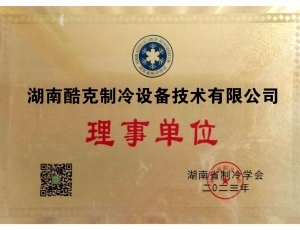 湖南酷克制冷设备技术有限公司
理事单位
湖南省制冷学会
二〇二三年